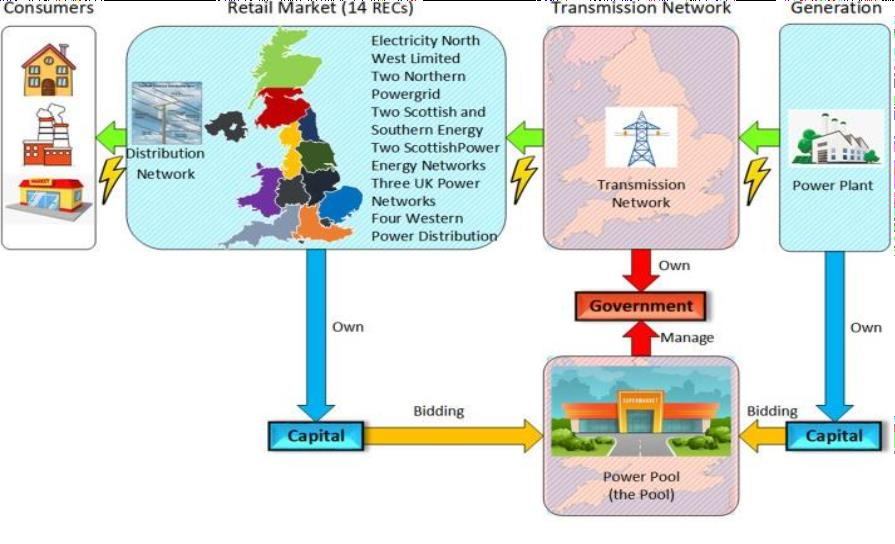 Consumers
Retail Market (14 RECs)
Transmission Network
Generation
Electricity North
West Limited
Two Northern
Powergrid
Two Scottish and
Southern Energy
Two ScottishPower
Energy Networks
Three UK Power
Networks
Four Western
Power Distribution
Distribution
Network
MARKET
Transmission
Network
Power Plant
Own
Government
Manage
Own
Own
Capital
Bidding
SUPERMARKET
Bidding
Capital
Power Pool
(the Pool)